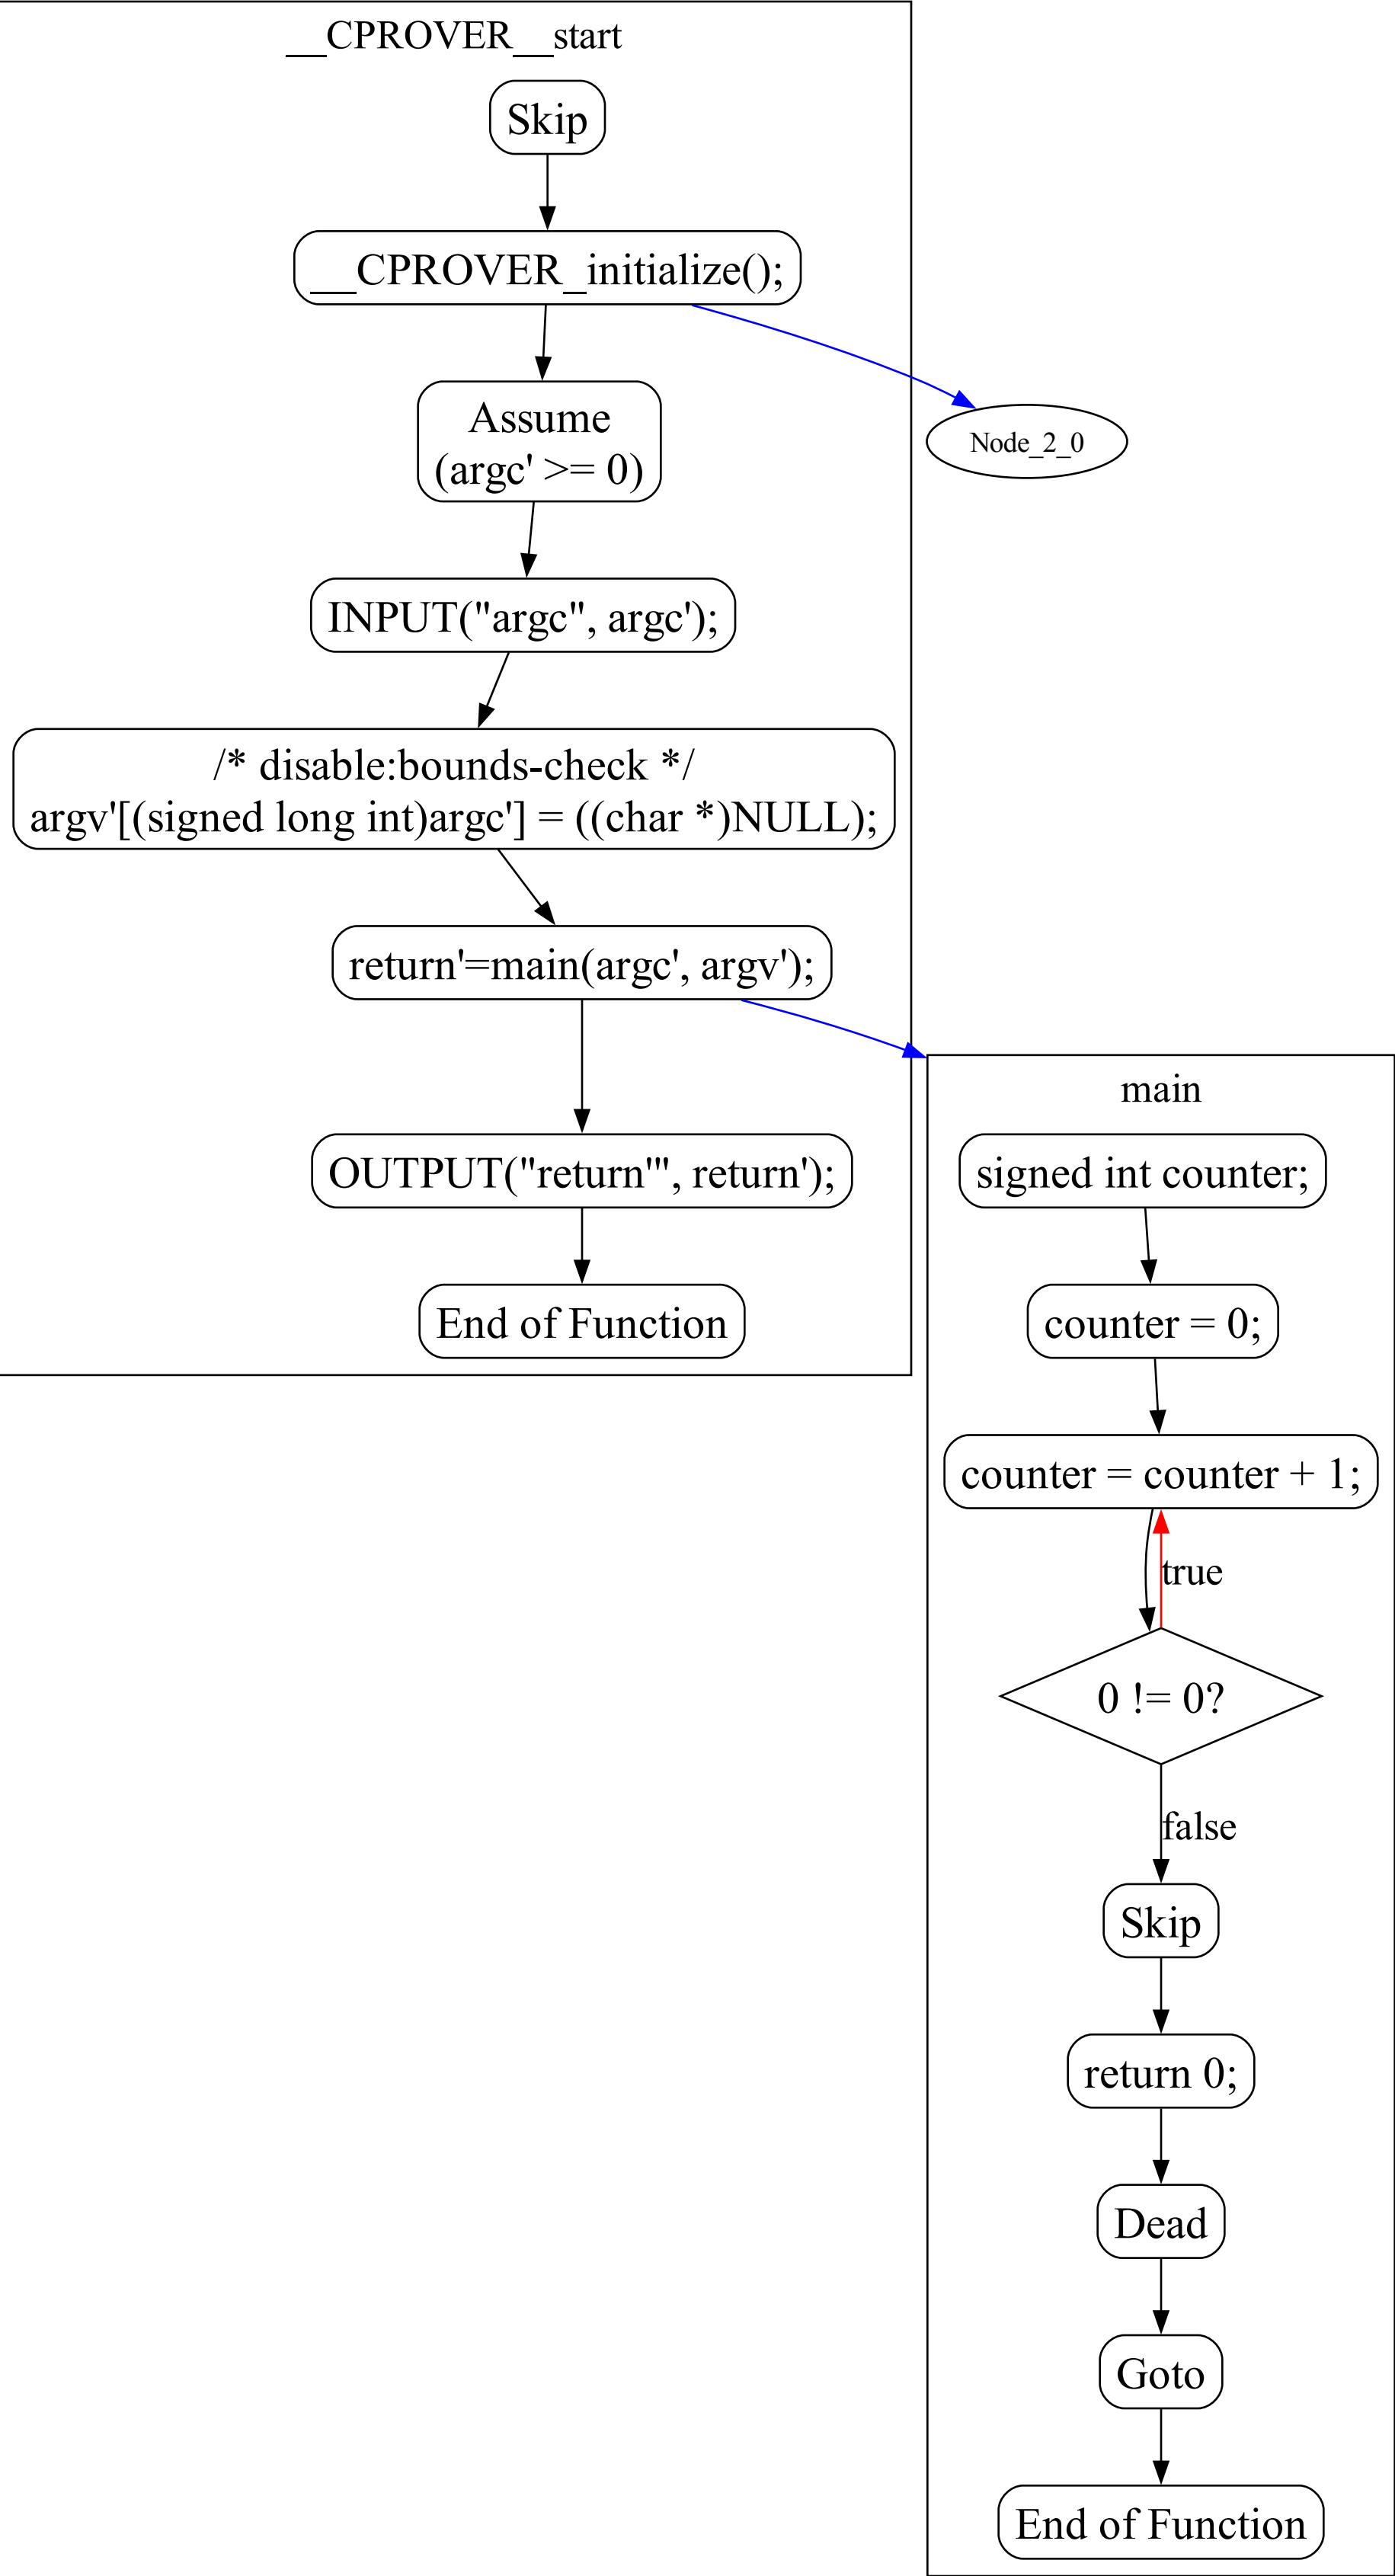 __CPROVER__start
Skip
__CPROVER_initialize();
Assume
(argc' >= 0)
Node_2_0
INPUT("argc", argc');
/* disable:bounds-check */
argv'[(signed long int)argc'] = ((char *)NULL);
return'=main(argc', argv');
OUTPUT("return'", return');
End of Function
main
signed int counter;
counter = 0;
counter = counter + 1;
true
0 != 0?
false
Skip
return 0;
Dead
Goto
End of Function